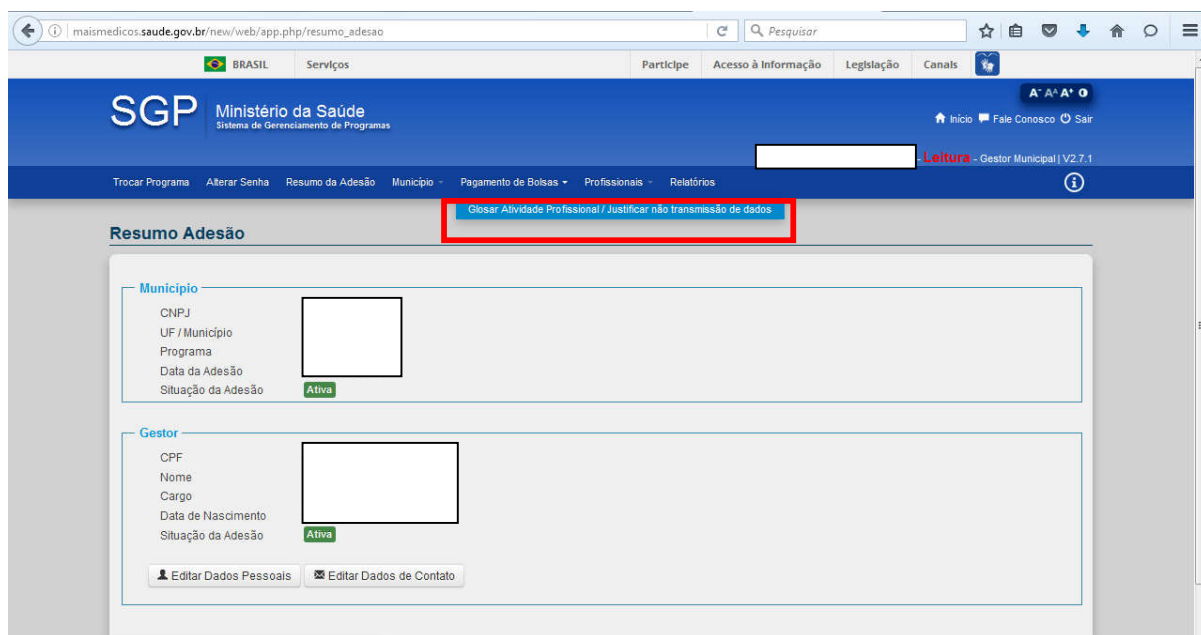 maismedicos.saude.gov.br/new/web/app.php/resumo_adesao
Pesquisar
BRASIL Serviços Participe Acesso à Informação Legislação Canais
A- A^ A+
SGP Ministério da Saúde
Sistema de Gerenciamento de Programas
Início Fale Conosco Sair
- Leitura - Gestor Municipal | V2.7.1
Trocar Programa Alterar Senha Resumo da Adesão Município Pagamento de Bolsas Profissionais Relatórios
Glosar Atividade Profissional / Justificar não transmissão de dados
Resumo Adesão
Município
CNPJ
UF / Município
Programa
Data da Adesão
Situação da Adesão Ativa
Gestor
CPF
Nome
Cargo
Data de Nascimento
Situação da Adesão Ativa
Editar Dados Pessoais Editar Dados de Contato